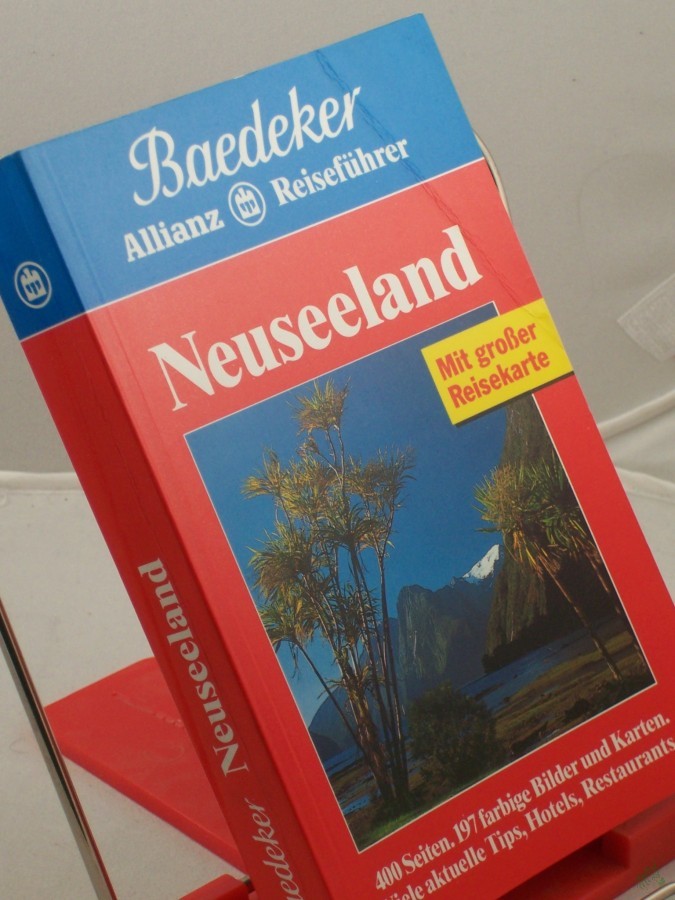 Baedeker
Allianz Reiseführer
Neuseeland
Mit großer
Reisekarte
400 Seiten. 197 farbige Bilder und Karten.
Viele aktuelle Tips, Hotels, Restaurants.
Neuseeland